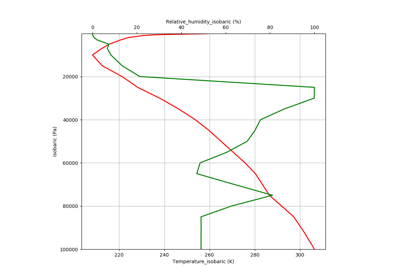 Relative_humidity_isobaric (%)
0 20 40 60 80 100
20000
40000
60000
80000
100000
Isobaric (Pa)
220 240 260 280 300
Temperature_isobaric (K)